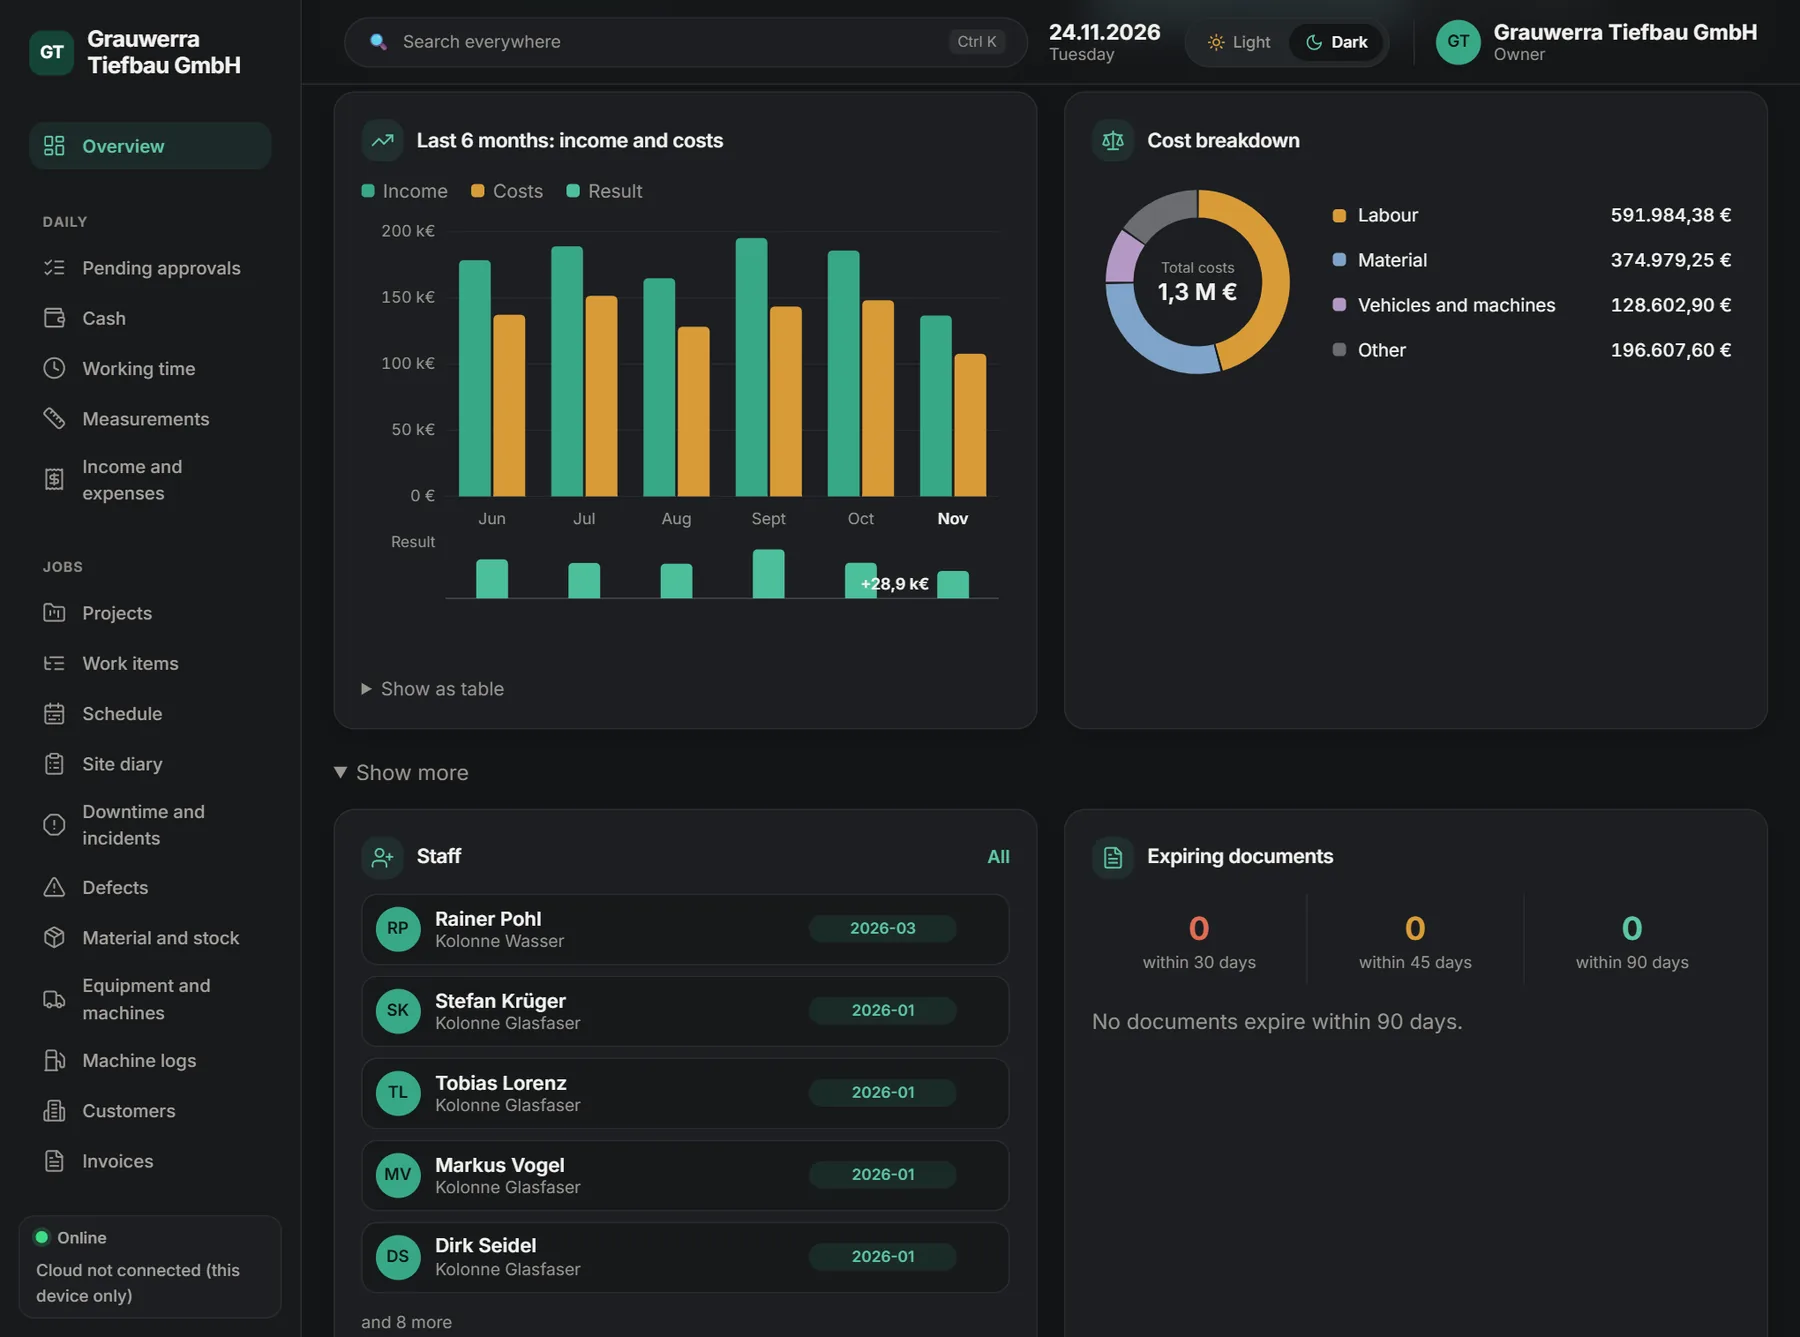 GT
Grauwerra
Tiefbau GmbH
Search everywhere
Ctrl K
24.11.2026
Tuesday
Light
Dark
GT
Grauwerra Tiefbau GmbH
Owner
Overview
DAILY
Pending approvals
Cash
Working time
Measurements
Income and
expenses
JOBS
Projects
Work items
Schedule
Site diary
Downtime and
incidents
Defects
Material and stock
Equipment and
machines
Machine logs
Customers
Invoices
Online
Cloud not connected (this
device only)
Last 6 months: income and costs
Income
Costs
Result
200 k€
150 k€
100 k€
50 k€
0 €
Jun
Jul
Aug
Sept
Oct
Nov
Result
+28,9 k€
Show as table
Cost breakdown
Total costs
1,3 M €
Labour 591.984,38 €
Material 374.979,25 €
Vehicles and machines 128.602,90 €
Other 196.607,60 €
Show more
Staff
All
RP
Rainer Pohl
Kolonne Wasser
2026-03
SK
Stefan Krüger
Kolonne Glasfaser
2026-01
TL
Tobias Lorenz
Kolonne Glasfaser
2026-01
MV
Markus Vogel
Kolonne Glasfaser
2026-01
DS
Dirk Seidel
Kolonne Glasfaser
2026-01
and 8 more
Expiring documents
0
within 30 days
0
within 45 days
0
within 90 days
No documents expire within 90 days.